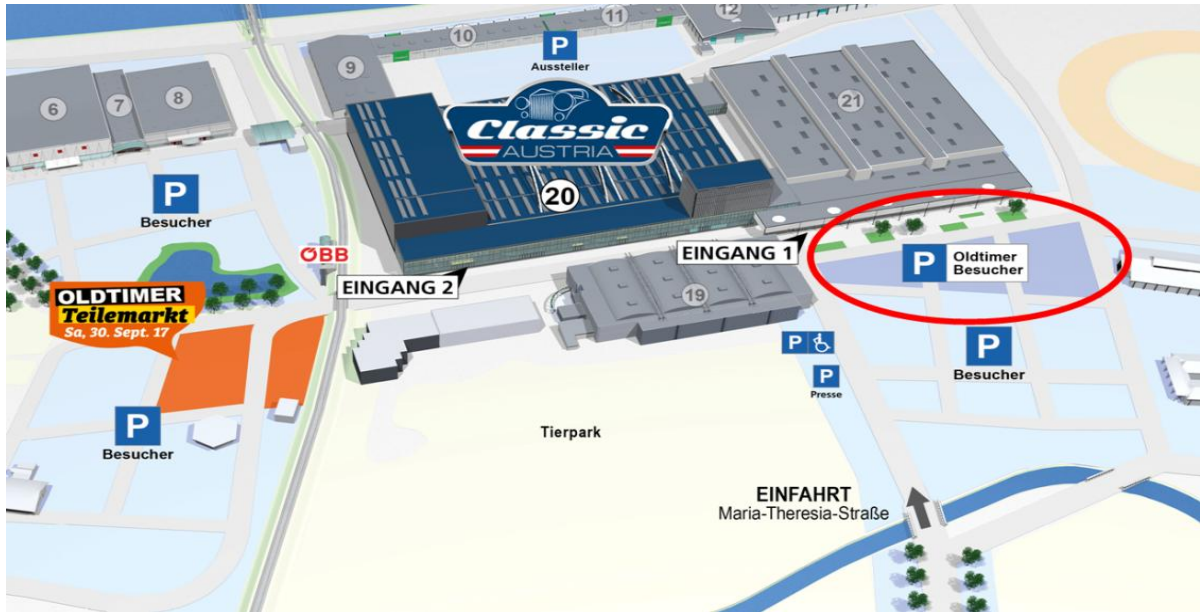 11
12
10
P
Aussteller
9
6
7
8
21
Classic
AUSTRIA
20
P
Besucher
ÖBB
EINGANG 1
EINGANG 2
P
Oldtimer
Besucher
19
OLDTIMER
Teilemarkt
Sa, 30. Sept. 17
P
P
Besucher
P
Presse
P
Besucher
Tierpark
EINFAHRT
Maria-Theresia-Straße